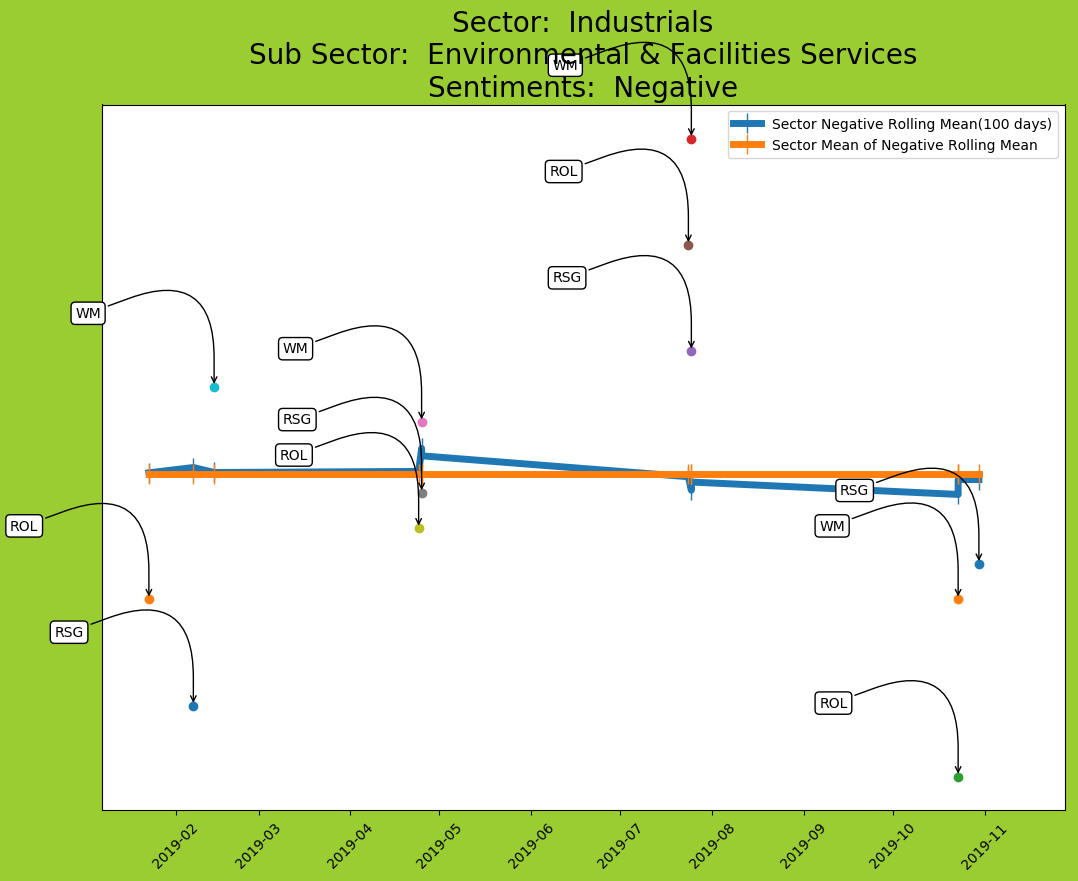 Sector:  Industrials
Sub Sector:  Environmental & Facilities Services
Sentiments:  Negative
WM
Sector Negative Rolling Mean(100 days)
Sector Mean of Negative Rolling Mean
ROL
RSG
WM
WM
RSG
ROL
RSG
ROL
WM
RSG
ROL
2019-02
2019-03
2019-04
2019-05
2019-06
2019-07
2019-08
2019-09
2019-10
2019-11